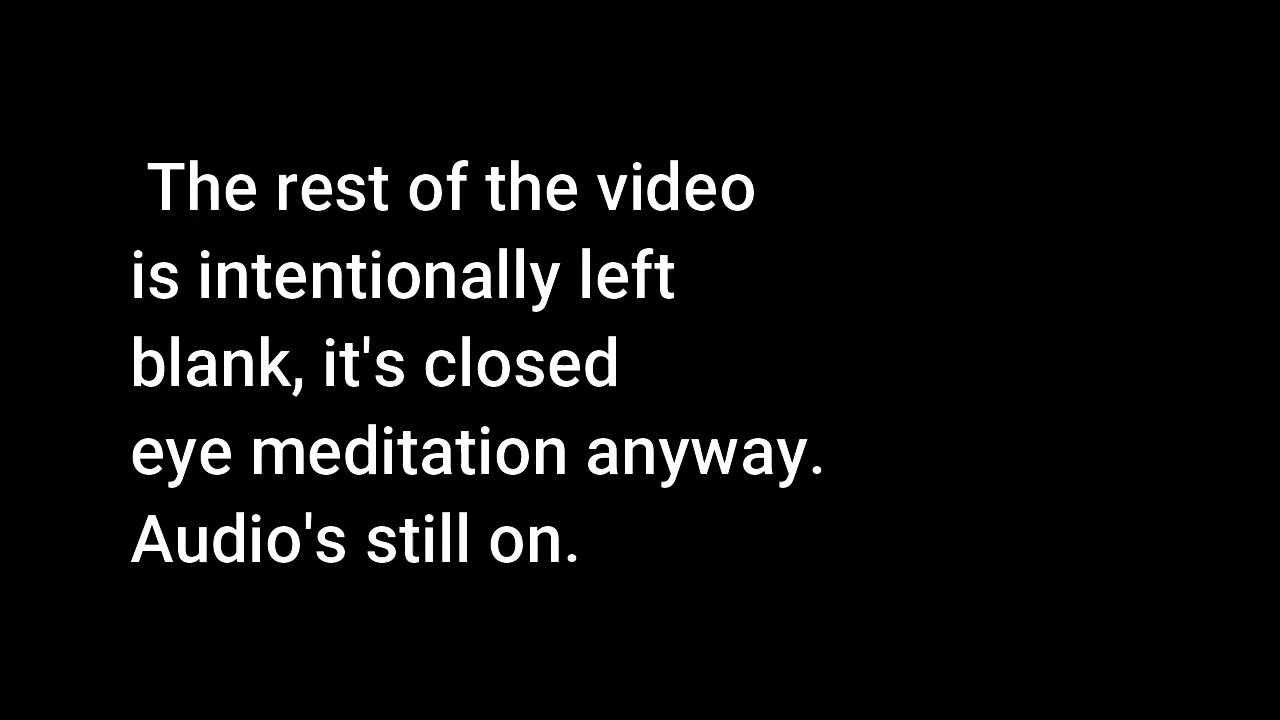 The rest of the video
is intentionally left
blank, it's closed
eye meditation anyway.
Audio's still on.